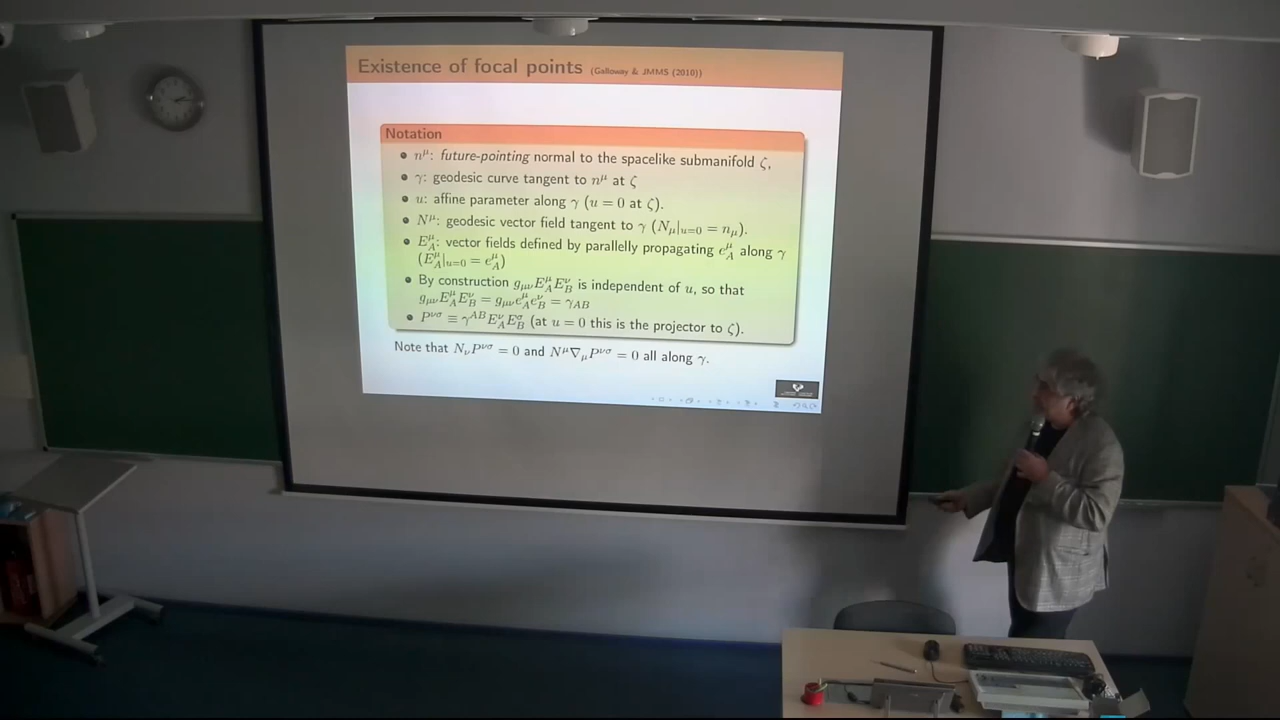 Existence of focal points (Galloway & JMMS (2010))
Notation
• n^μ: future-pointing normal to the spacelike submanifold ζ,
• γ: geodesic curve tangent to n^μ at ζ
• u: affine parameter along γ (u = 0 at ζ).
• N^μ: geodesic vector field tangent to γ (N_μ|_{u=0} = n_μ).
• E^μ_A: vector fields defined by parallelly propagating e^μ_A along γ
(E^μ_A|_{u=0} = e^μ_A)
• By construction g_{μν}E^μ_A E^ν_B is independent of u, so that
g_{μν}E^μ_A E^ν_B = g_{μν}e^μ_A e^ν_B = γ_{AB}
• P^{νσ} ≡ γ^{AB}E^ν_A E^σ_B (at u = 0 this is the projector to ζ).
Note that N_ν P^{νσ} = 0 and N^μ∇_μ P^{νσ} = 0 all along γ.